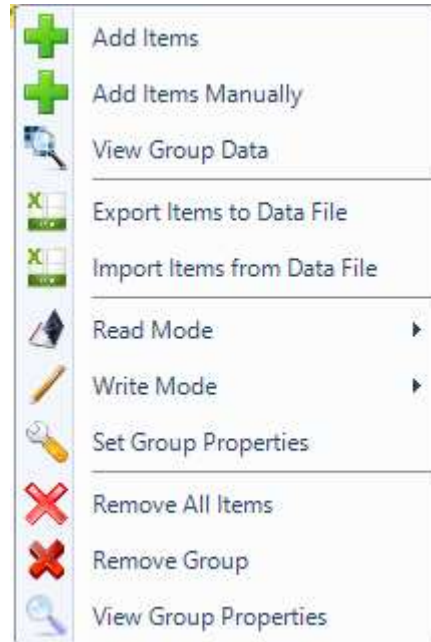 Add Items
Add Items Manually
View Group Data
Export Items to Data File
Import Items from Data File
Read Mode
Write Mode
Set Group Properties
Remove All Items
Remove Group
View Group Properties